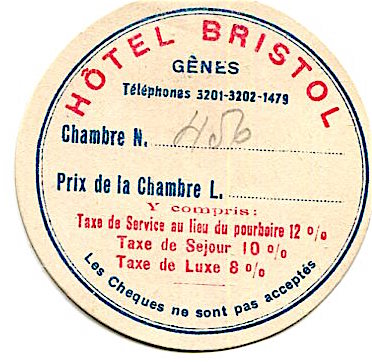 HÔTEL BRISTOL
GÊNES
Téléphones 3201-3202-1479
Chambre N. 456
Prix de la Chambre L.
Y compris:
Taxe de Service au lieu du pourboire 12 %
Taxe de Sejour 10 %
Taxe de Luxe 8 %
Les Cheques ne sont pas acceptés